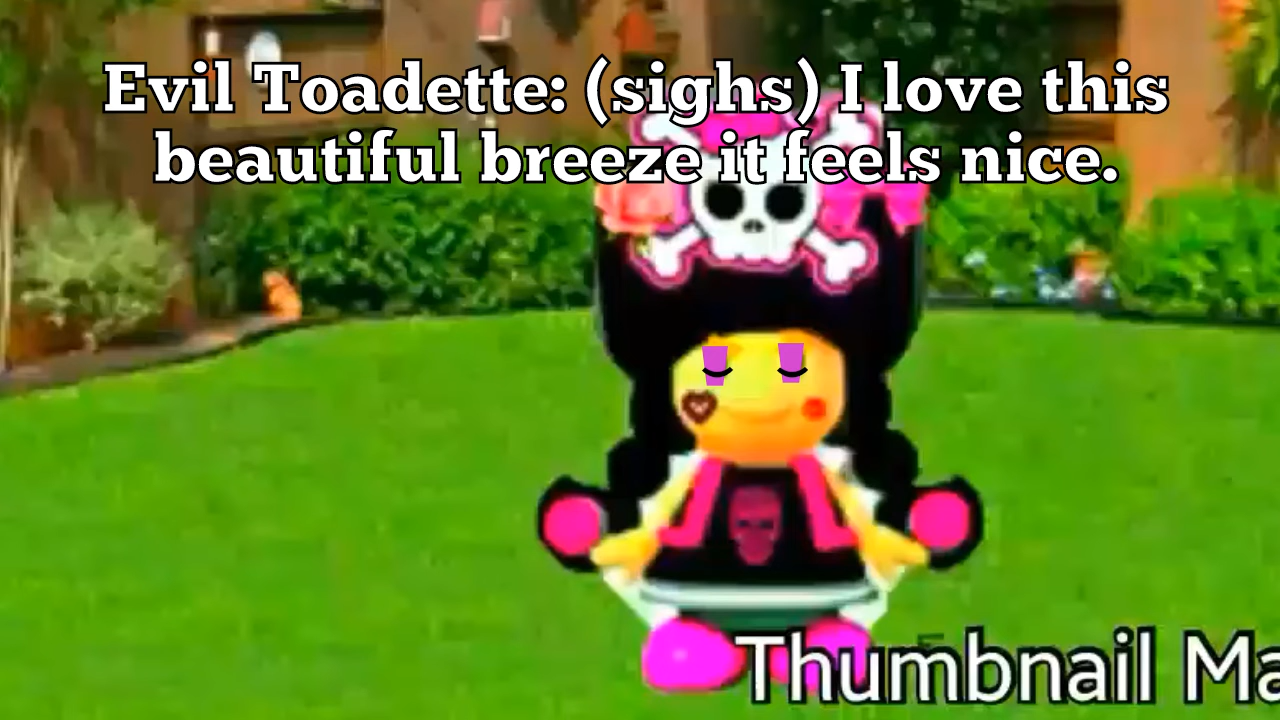 Evil Toadette: (sighs) I love this
beautiful breeze it feels nice.
Thumbnail Ma